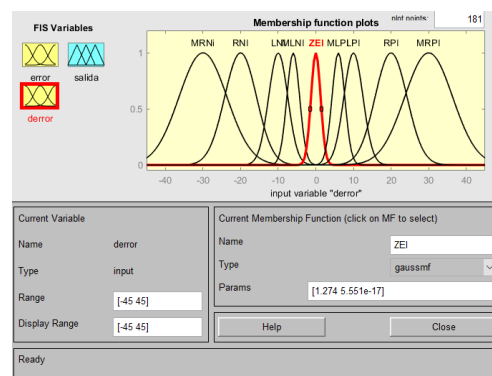 FIS Variables
Membership function plots
plot points:
181
error
salida
derror
MRNi
RNI
LNI
MLNI
ZEI
MLPI
LPI
RPI
MRPI
1
0.5
0
-40
-30
-20
-10
0
10
20
30
40
input variable "derror"
Current Variable
Name
derror
Type
input
Range
[-45 45]
Display Range
[-45 45]
Current Membership Function (click on MF to select)
Name
ZEI
Type
gaussmf
Params
[1.274 5.551e-17]
Help
Close
Ready